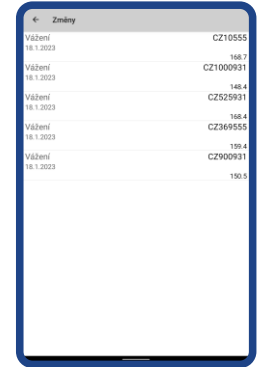 ← Změny
Vážení CZ10555
18.1.2023
168.7
Vážení CZ1000931
18.1.2023
148.4
Vážení CZ525931
18.1.2023
168.4
Vážení CZ369555
18.1.2023
159.4
Vážení CZ900931
18.1.2023
150.5